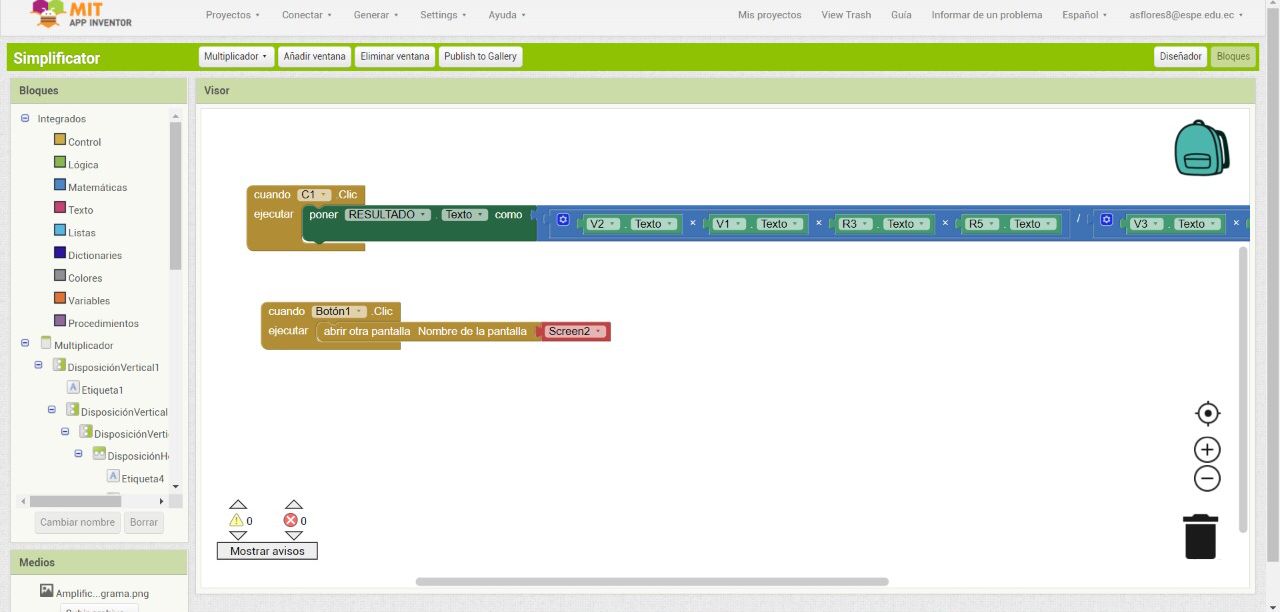 MIT
APP INVENTOR
Proyectos Conectar Generar Settings Ayuda Mis proyectos View Trash Guía Informar de un problema Español asflores8@espe.edu.ec
Simplificator Multiplicador Añadir ventana Eliminar ventana Publish to Gallery Diseñador Bloques
Bloques
Visor
Integrados
Control
Lógica
Matemáticas
Texto
Listas
Dictionaries
Colores
Variables
Procedimientos
Multiplicador
DisposiciónVertical1
Etiqueta1
DisposiciónVertical
DisposiciónVerti
DisposiciónH
Etiqueta4
Cambiar nombre Borrar
Medios
Amplific...grama.png
cuando C1 .Clic
ejecutar poner RESULTADO . Texto como V2 . Texto × V1 . Texto × R3 . Texto × R5 . Texto / V3 . Texto ×
cuando Botón1 .Clic
ejecutar abrir otra pantalla Nombre de la pantalla Screen2
0 0
Mostrar avisos